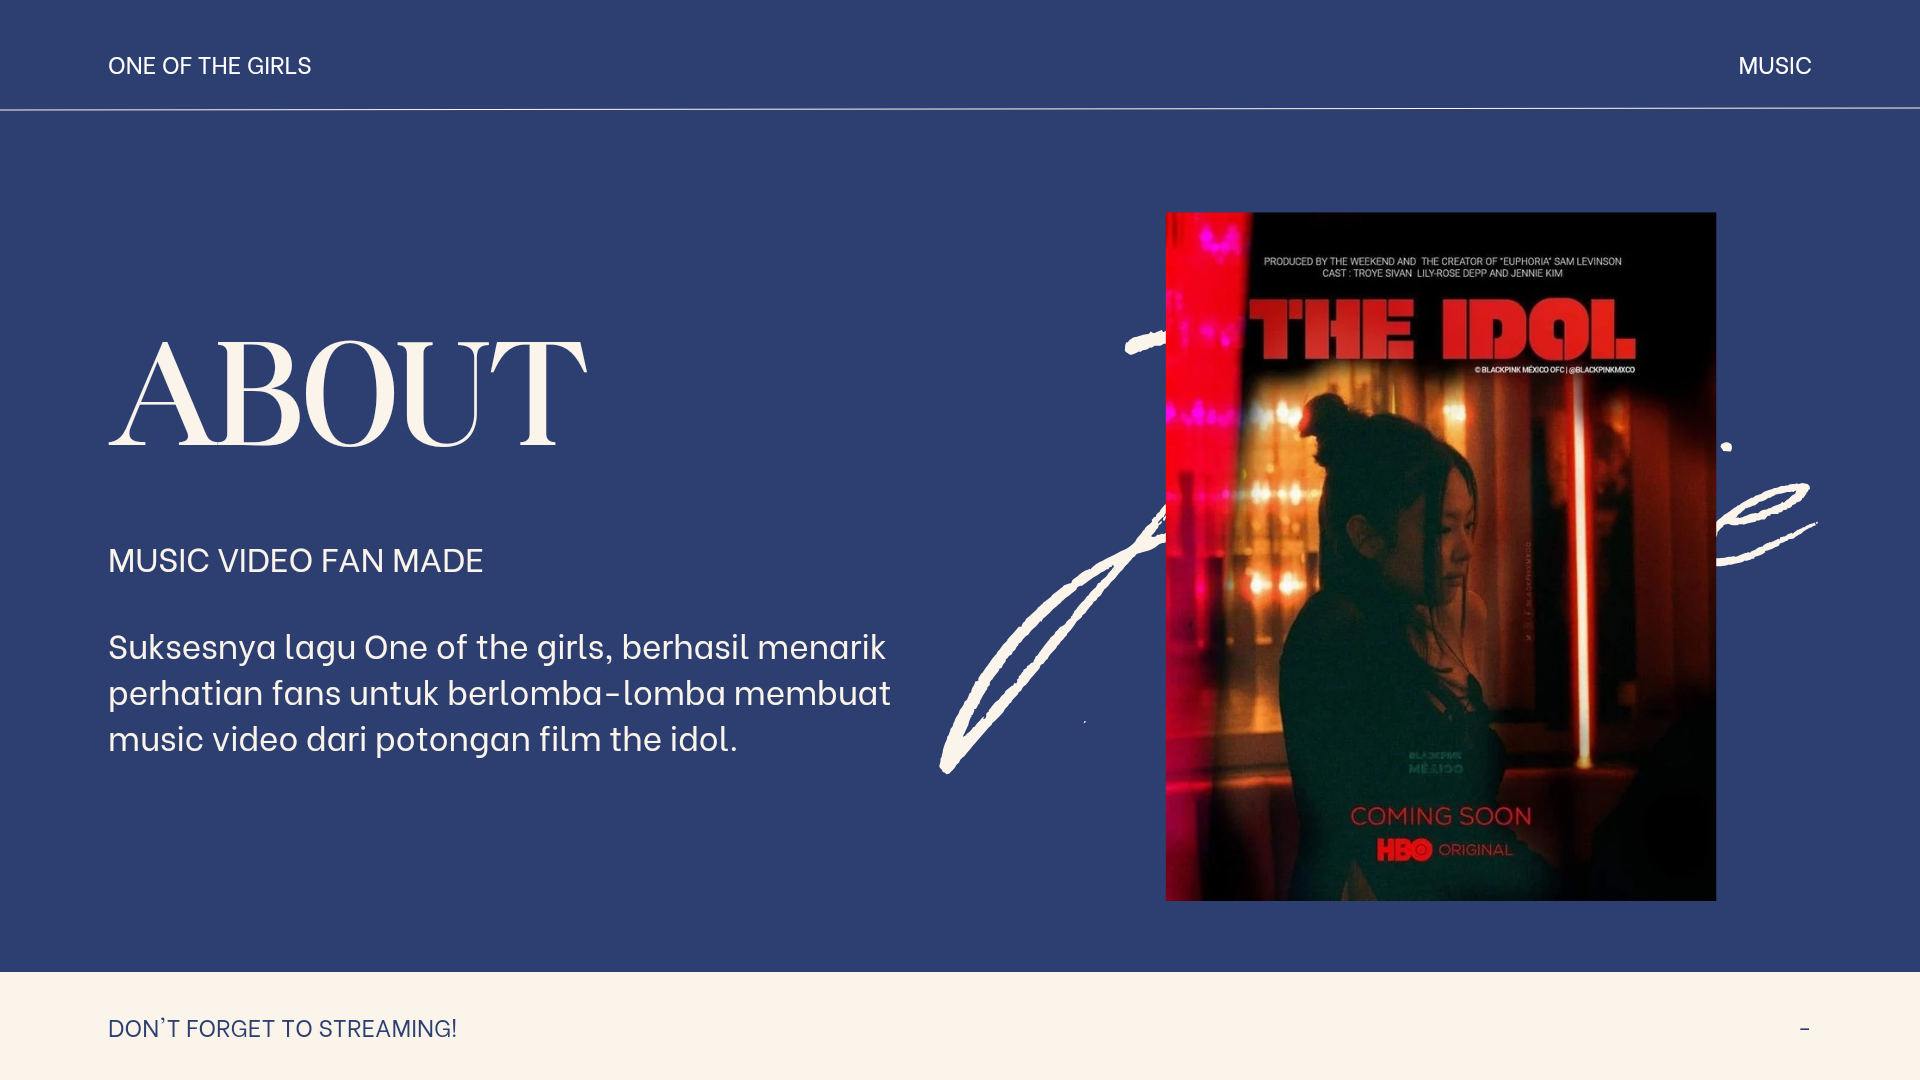 ONE OF THE GIRLS
MUSIC
ABOUT
MUSIC VIDEO FAN MADE
Suksesnya lagu One of the girls, berhasil menarik
perhatian fans untuk berlomba-lomba membuat
music video dari potongan film the idol.
PRODUCED BY THE WEEKEND AND THE CREATOR OF "EUPHORIA" SAM LEVINSON
CAST : TROYE SIVAN LILY-ROSE DEPP AND JENNIE KIM
THE IDOL
© BLACKPINK MÉXICO OFC | @BLACKPINKMXCO
BLACKPINK
MÉXICO
COMING SOON
HBO ORIGINAL
DON'T FORGET TO STREAMING!
-